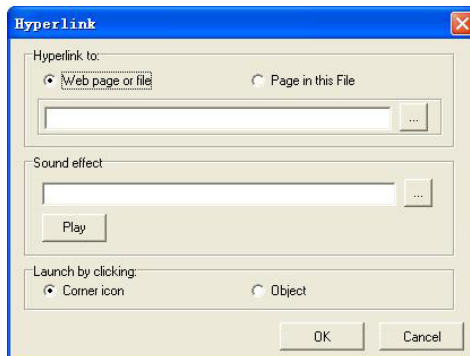 Hyperlink
Hyperlink to:
Web page or file Page in this File
...
Sound effect
...
Play
Launch by clicking:
Corner icon Object
OK Cancel